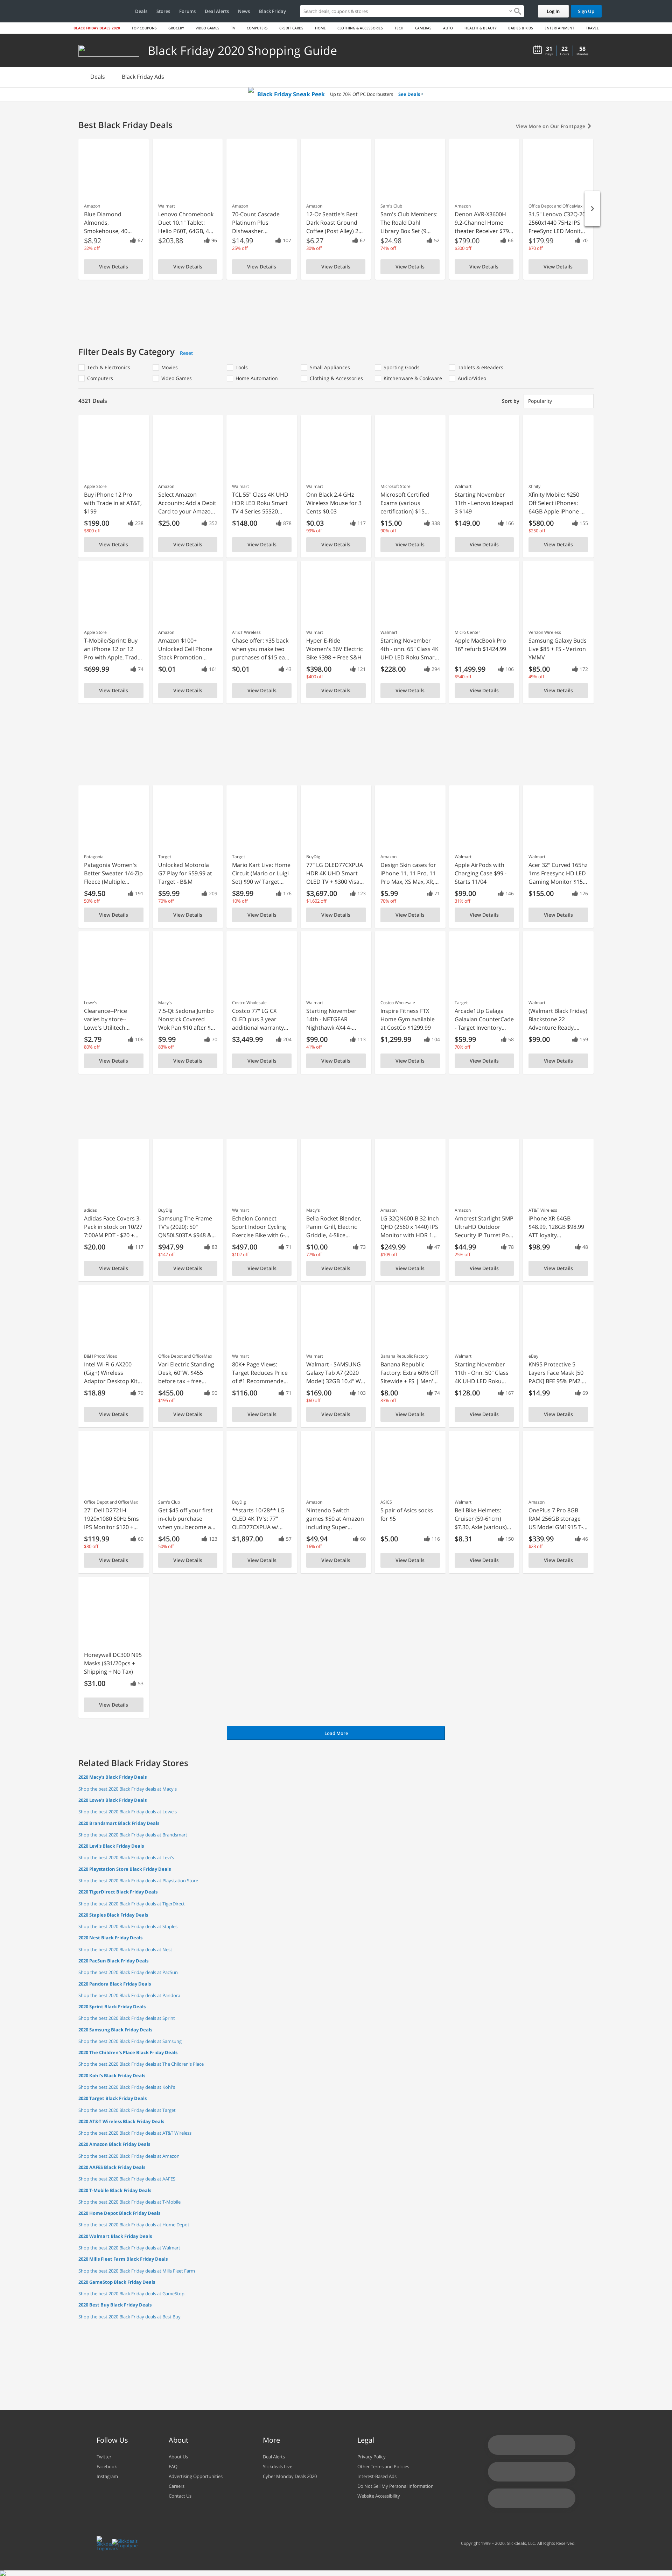 Deals Stores Forums Deal Alerts News Black Friday Search deals, coupons & stores Log In Sign Up
BLACK FRIDAY DEALS 2020 TOP COUPONS GROCERY VIDEO GAMES TV COMPUTERS CREDIT CARDS HOME CLOTHING & ACCESSORIES TECH CAMERAS AUTO HEALTH & BEAUTY BABIES & KIDS ENTERTAINMENT TRAVEL
Black Friday 2020 Shopping Guide
31 Days 22 Hours 58 Minutes
Deals Black Friday Ads
Black Friday Sneak Peek Up to 70% Off PC Doorbusters See Deals ›
Best Black Friday Deals
View More on Our Frontpage
Amazon
Blue Diamond Almonds, Smokehouse, 40...
$8.92 67
32% off
View Details
Walmart
Lenovo Chromebook Duet 10.1" Tablet: Helio P60T, 64GB, 4...
$203.88 96
View Details
Amazon
70-Count Cascade Platinum Plus Dishwasher...
$14.99 107
25% off
View Details
Amazon
12-Oz Seattle's Best Dark Roast Ground Coffee (Post Alley) 2...
$6.27 67
30% off
View Details
Sam's Club
Sam's Club Members: The Roald Dahl Library Box Set (9...
$24.98 52
74% off
View Details
Amazon
Denon AVR-X3600H 9.2-Channel Home theater Receiver $79...
$799.00 66
$300 off
View Details
Office Depot and OfficeMax
31.5" Lenovo C32Q-20 2560x1440 75Hz IPS FreeSync LED Monit...
$179.99 70
$70 off
View Details
Filter Deals By Category Reset
Tech & Electronics Movies Tools Small Appliances Sporting Goods Tablets & eReaders
Computers Video Games Home Automation Clothing & Accessories Kitchenware & Cookware Audio/Video
4321 Deals
Sort by Popularity
Apple Store
Buy iPhone 12 Pro with Trade in at AT&T, $199
$199.00 238
$800 off
View Details
Amazon
Select Amazon Accounts: Add a Debit Card to your Amazo...
$25.00 352
View Details
Walmart
TCL 55" Class 4K UHD HDR LED Roku Smart TV 4 Series 55S20...
$148.00 878
View Details
Walmart
Onn Black 2.4 GHz Wireless Mouse for 3 Cents $0.03
$0.03 117
99% off
View Details
Microsoft Store
Microsoft Certified Exams (various certification) $15...
$15.00 338
90% off
View Details
Walmart
Starting November 11th - Lenovo Ideapad 3 $149
$149.00 166
View Details
Xfinity
Xfinity Mobile: $250 Off Select iPhones: 64GB Apple iPhone ...
$580.00 155
$250 off
View Details
Apple Store
T-Mobile/Sprint: Buy an iPhone 12 or 12 Pro with Apple, Trad...
$699.99 74
View Details
Amazon
Amazon $100+ Unlocked Cell Phone Stack Promotion...
$0.01 161
View Details
AT&T Wireless
Chase offer: $35 back when you make two purchases of $15 ea...
$0.01 43
View Details
Walmart
Hyper E-Ride Women's 36V Electric Bike $398 + Free S&H
$398.00 121
$400 off
View Details
Walmart
Starting November 4th - onn. 65" Class 4K UHD LED Roku Smar...
$228.00 294
View Details
Micro Center
Apple MacBook Pro 16" refurb $1424.99
$1,499.99 106
$540 off
View Details
Verizon Wireless
Samsung Galaxy Buds Live $85 + FS - Verizon YMMV
$85.00 172
49% off
View Details
Patagonia
Patagonia Women's Better Sweater 1/4-Zip Fleece (Multiple...
$49.50 191
50% off
View Details
Target
Unlocked Motorola G7 Play for $59.99 at Target - B&M
$59.99 209
70% off
View Details
Target
Mario Kart Live: Home Circuit (Mario or Luigi Set) $90 w/ Target...
$89.99 176
10% off
View Details
BuyDig
77" LG OLED77CXPUA HDR 4K UHD Smart OLED TV + $300 Visa...
$3,697.00 123
$1,602 off
View Details
Amazon
Design Skin cases for iPhone 11, 11 Pro, 11 Pro Max, XS Max, XR,...
$5.99 71
70% off
View Details
Walmart
Apple AirPods with Charging Case $99 - Starts 11/04
$99.00 146
31% off
View Details
Walmart
Acer 32" Curved 165hz 1ms Freesync HD LED Gaming Monitor $15...
$155.00 126
View Details
Lowe's
Clearance--Price varies by store--Lowe's Utilitech...
$2.79 106
80% off
View Details
Macy's
7.5-Qt Sedona Jumbo Nonstick Covered Wok Pan $10 after $...
$9.99 70
83% off
View Details
Costco Wholesale
Costco 77" LG CX OLED plus 3 year additional warranty...
$3,449.99 204
View Details
Walmart
Starting November 14th - NETGEAR Nighthawk AX4 4-...
$99.00 113
41% off
View Details
Costco Wholesale
Inspire Fitness FTX Home Gym available at CostCo $1299.99
$1,299.99 104
View Details
Target
Arcade1Up Galaga Galaxian CounterCade - Target Inventory...
$59.99 58
70% off
View Details
Walmart
(Walmart Black Friday) Blackstone 22 Adventure Ready,...
$99.00 159
View Details
adidas
Adidas Face Covers 3-Pack in stock on 10/27 7:00AM PDT - $20 +...
$20.00 117
View Details
BuyDig
Samsung The Frame TV's (2020): 50" QN50LS03TA $948 &...
$947.99 83
$147 off
View Details
Walmart
Echelon Connect Sport Indoor Cycling Exercise Bike with 6-...
$497.00 71
$102 off
View Details
Macy's
Bella Rocket Blender, Panini Grill, Electric Griddle, 4-Slice...
$10.00 73
77% off
View Details
Amazon
LG 32QN600-B 32-Inch QHD (2560 x 1440) IPS Monitor with HDR 1...
$249.99 47
$109 off
View Details
Amazon
Amcrest Starlight 5MP UltraHD Outdoor Security IP Turret Po...
$44.99 78
25% off
View Details
AT&T Wireless
iPhone XR 64GB $48.99, 128GB $98.99 ATT loyalty...
$98.99 48
View Details
B&H Photo Video
Intel Wi-Fi 6 AX200 (Gig+) Wireless Adaptor Desktop Kit...
$18.89 79
View Details
Office Depot and OfficeMax
Vari Electric Standing Desk, 60"W, $455 before tax + free...
$455.00 90
$195 off
View Details
Walmart
80K+ Page Views: Target Reduces Price of #1 Recommende...
$116.00 71
View Details
Walmart
Walmart - SAMSUNG Galaxy Tab A7 (2020 Model) 32GB 10.4" W...
$169.00 103
$60 off
View Details
Banana Republic Factory
Banana Republic Factory: Extra 60% Off Sitewide + FS | Men'...
$8.00 74
83% off
View Details
Walmart
Starting November 11th - Onn. 50" Class 4K UHD LED Roku...
$128.00 167
View Details
eBay
KN95 Protective 5 Layers Face Mask [50 PACK] BFE 95% PM2....
$14.99 69
View Details
Office Depot and OfficeMax
27" Dell D2721H 1920x1080 60Hz 5ms IPS Monitor $120 +...
$119.99 60
$80 off
View Details
Sam's Club
Get $45 off your first in-club purchase when you become a...
$45.00 123
50% off
View Details
BuyDig
**starts 10/28** LG OLED 4K TV's: 77" OLED77CXPUA w/...
$1,897.00 57
View Details
Amazon
Nintendo Switch games $50 at Amazon including Super...
$49.94 60
16% off
View Details
ASICS
5 pair of Asics socks for $5
$5.00 116
View Details
Walmart
Bell Bike Helmets: Cruiser (59-61cm) $7.30, Axle (various)...
$8.31 150
View Details
Amazon
OnePlus 7 Pro 8GB RAM 256GB storage US Model GM1915 T-...
$339.99 46
$23 off
View Details
Honeywell DC300 N95 Masks ($31/20pcs + Shipping + No Tax)
$31.00 53
View Details
Load More
Related Black Friday Stores
2020 Macy's Black Friday Deals
Shop the best 2020 Black Friday deals at Macy's
2020 Lowe's Black Friday Deals
Shop the best 2020 Black Friday deals at Lowe's
2020 Brandsmart Black Friday Deals
Shop the best 2020 Black Friday deals at Brandsmart
2020 Levi's Black Friday Deals
Shop the best 2020 Black Friday deals at Levi's
2020 Playstation Store Black Friday Deals
Shop the best 2020 Black Friday deals at Playstation Store
2020 TigerDirect Black Friday Deals
Shop the best 2020 Black Friday deals at TigerDirect
2020 Staples Black Friday Deals
Shop the best 2020 Black Friday deals at Staples
2020 Nest Black Friday Deals
Shop the best 2020 Black Friday deals at Nest
2020 PacSun Black Friday Deals
Shop the best 2020 Black Friday deals at PacSun
2020 Pandora Black Friday Deals
Shop the best 2020 Black Friday deals at Pandora
2020 Sprint Black Friday Deals
Shop the best 2020 Black Friday deals at Sprint
2020 Samsung Black Friday Deals
Shop the best 2020 Black Friday deals at Samsung
2020 The Children's Place Black Friday Deals
Shop the best 2020 Black Friday deals at The Children's Place
2020 Kohl's Black Friday Deals
Shop the best 2020 Black Friday deals at Kohl's
2020 Target Black Friday Deals
Shop the best 2020 Black Friday deals at Target
2020 AT&T Wireless Black Friday Deals
Shop the best 2020 Black Friday deals at AT&T Wireless
2020 Amazon Black Friday Deals
Shop the best 2020 Black Friday deals at Amazon
2020 AAFES Black Friday Deals
Shop the best 2020 Black Friday deals at AAFES
2020 T-Mobile Black Friday Deals
Shop the best 2020 Black Friday deals at T-Mobile
2020 Home Depot Black Friday Deals
Shop the best 2020 Black Friday deals at Home Depot
2020 Walmart Black Friday Deals
Shop the best 2020 Black Friday deals at Walmart
2020 Mills Fleet Farm Black Friday Deals
Shop the best 2020 Black Friday deals at Mills Fleet Farm
2020 GameStop Black Friday Deals
Shop the best 2020 Black Friday deals at GameStop
2020 Best Buy Black Friday Deals
Shop the best 2020 Black Friday deals at Best Buy
Follow Us
Twitter
Facebook
Instagram
About
About Us
FAQ
Advertising Opportunities
Careers
Contact Us
More
Deal Alerts
Slickdeals Live
Cyber Monday Deals 2020
Legal
Privacy Policy
Other Terms and Policies
Interest-Based Ads
Do Not Sell My Personal Information
Website Accessibility
Copyright 1999 - 2020. Slickdeals, LLC. All Rights Reserved.